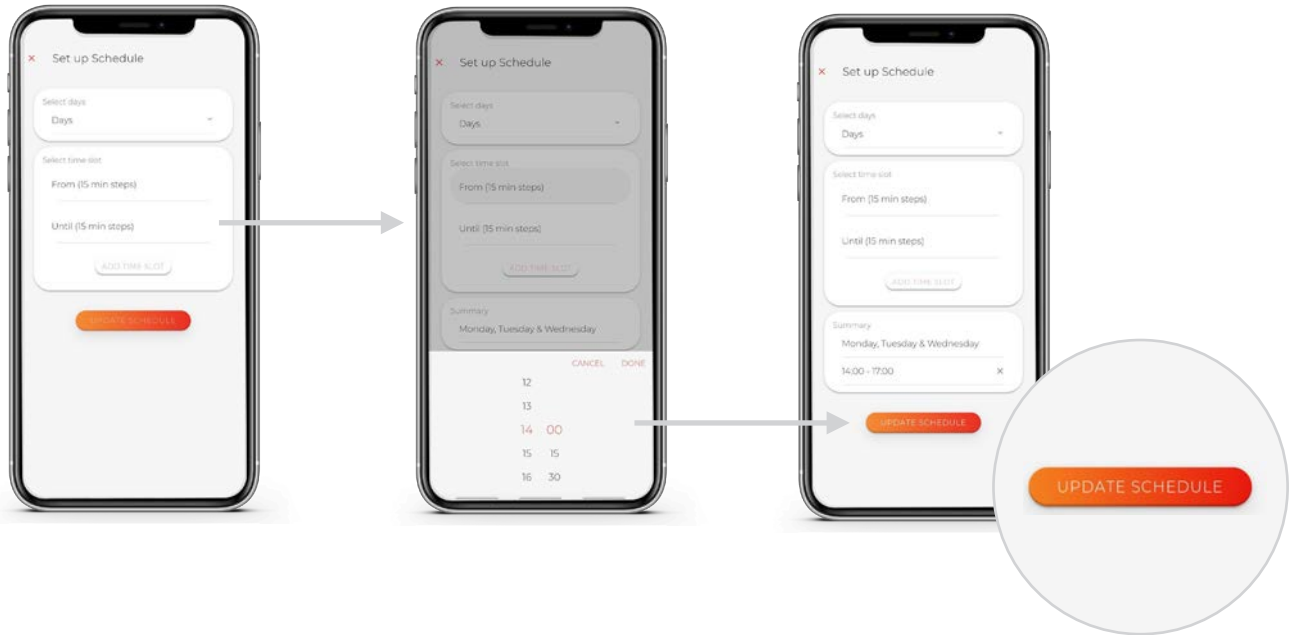 × Set up Schedule
Select days
Days
Select time slot
From (15 min steps)
Until (15 min steps)
ADD TIME SLOT
UPDATE SCHEDULE
× Set up Schedule
Select days
Days
Select time slot
From (15 min steps)
Until (15 min steps)
ADD TIME SLOT
Summary
Monday, Tuesday & Wednesday
CANCEL DONE
12
13
14 00
15 15
16 30
× Set up Schedule
Select days
Days
Select time slot
From (15 min steps)
Until (15 min steps)
ADD TIME SLOT
Summary
Monday, Tuesday & Wednesday
14:00 - 17:00 ×
UPDATE SCHEDULE
UPDATE SCHEDULE